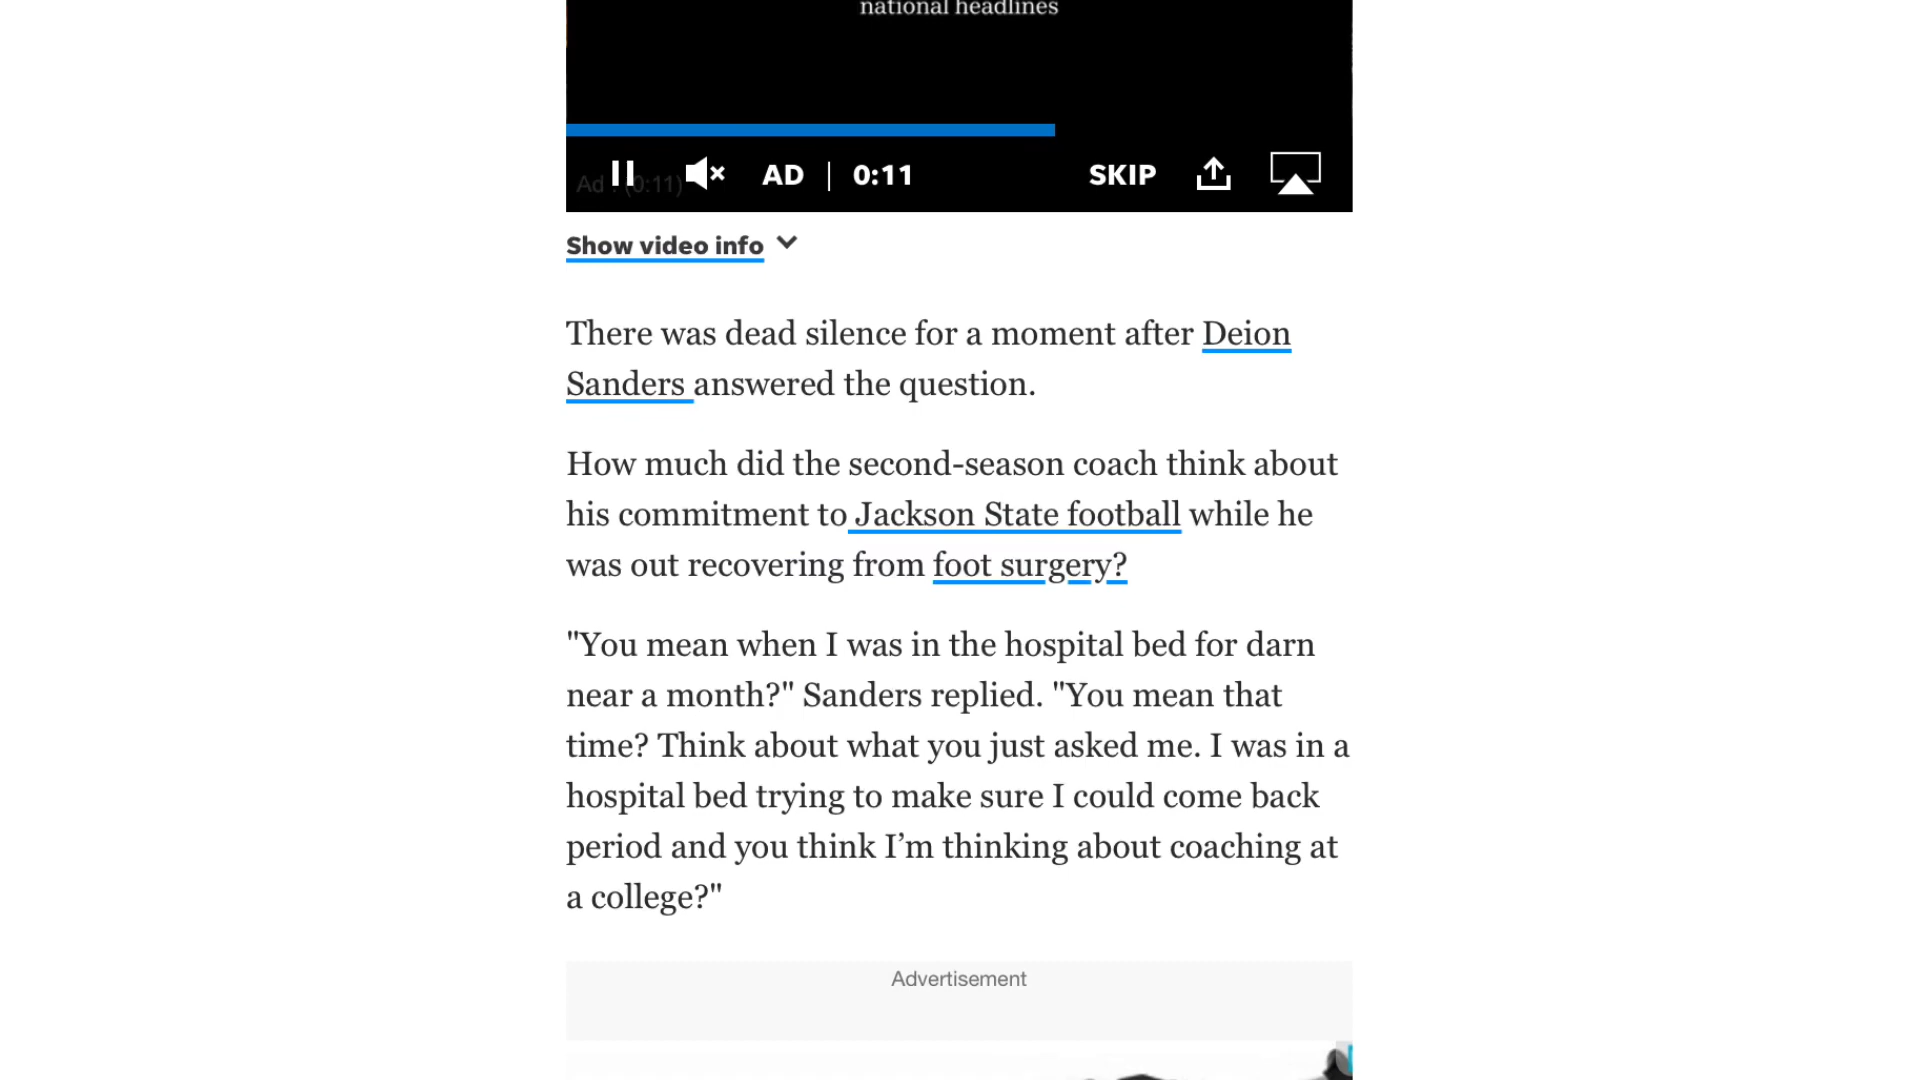 national headlines
Ad : (0:11)
AD | 0:11 SKIP
Show video info
There was dead silence for a moment after Deion
Sanders answered the question.
How much did the second-season coach think about
his commitment to Jackson State football while he
was out recovering from foot surgery?
"You mean when I was in the hospital bed for darn
near a month?" Sanders replied. "You mean that
time? Think about what you just asked me. I was in a
hospital bed trying to make sure I could come back
period and you think I’m thinking about coaching at
a college?"
Advertisement